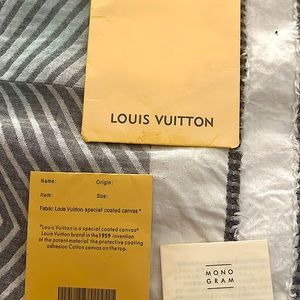 LOUIS VUITTON
Name: Origin:
Item:
Size:
Fabric: Louis Vuitton special coated canvas.*
*Louis Vuitton is a special coated canvas
Louis Vuitton brand in the 1959 invention
of the patent material the protective coating
adhesion Cotton canvas on the top.
MONO
GRAM